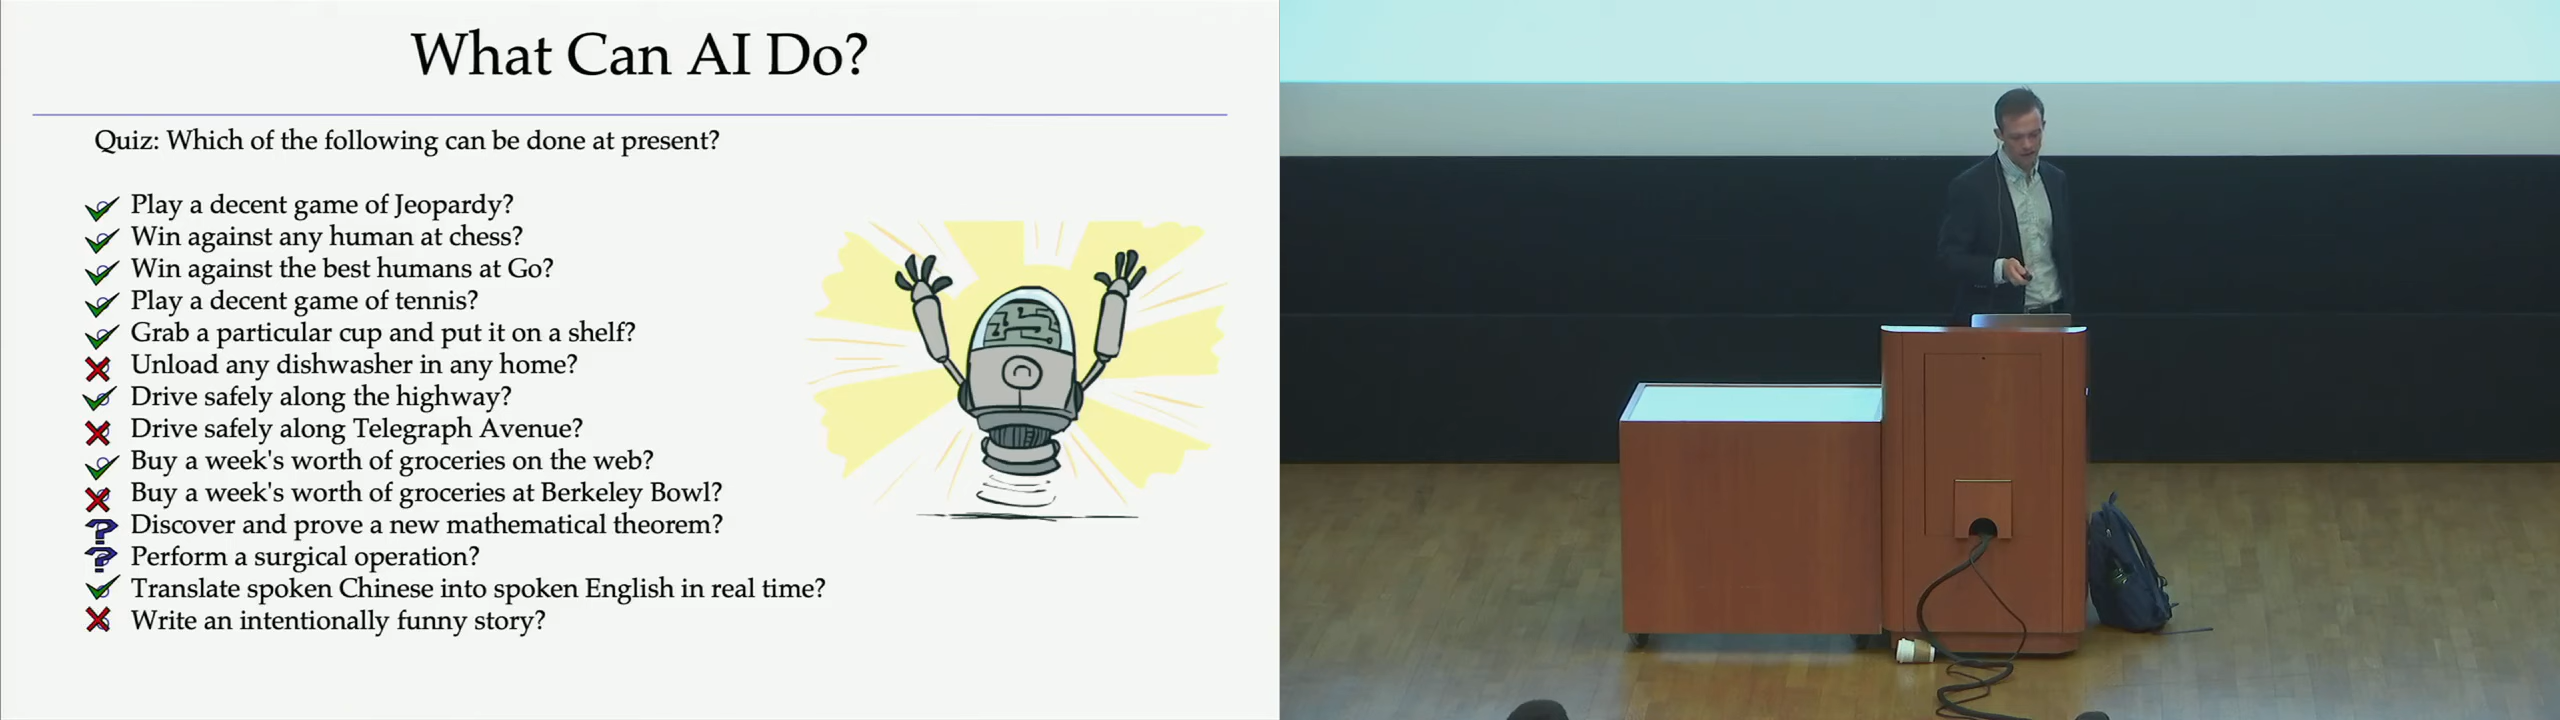 What Can AI Do?
Quiz: Which of the following can be done at present?
Play a decent game of Jeopardy?
Win against any human at chess?
Win against the best humans at Go?
Play a decent game of tennis?
Grab a particular cup and put it on a shelf?
Unload any dishwasher in any home?
Drive safely along the highway?
Drive safely along Telegraph Avenue?
Buy a week's worth of groceries on the web?
Buy a week's worth of groceries at Berkeley Bowl?
? Discover and prove a new mathematical theorem?
? Perform a surgical operation?
Translate spoken Chinese into spoken English in real time?
Write an intentionally funny story?